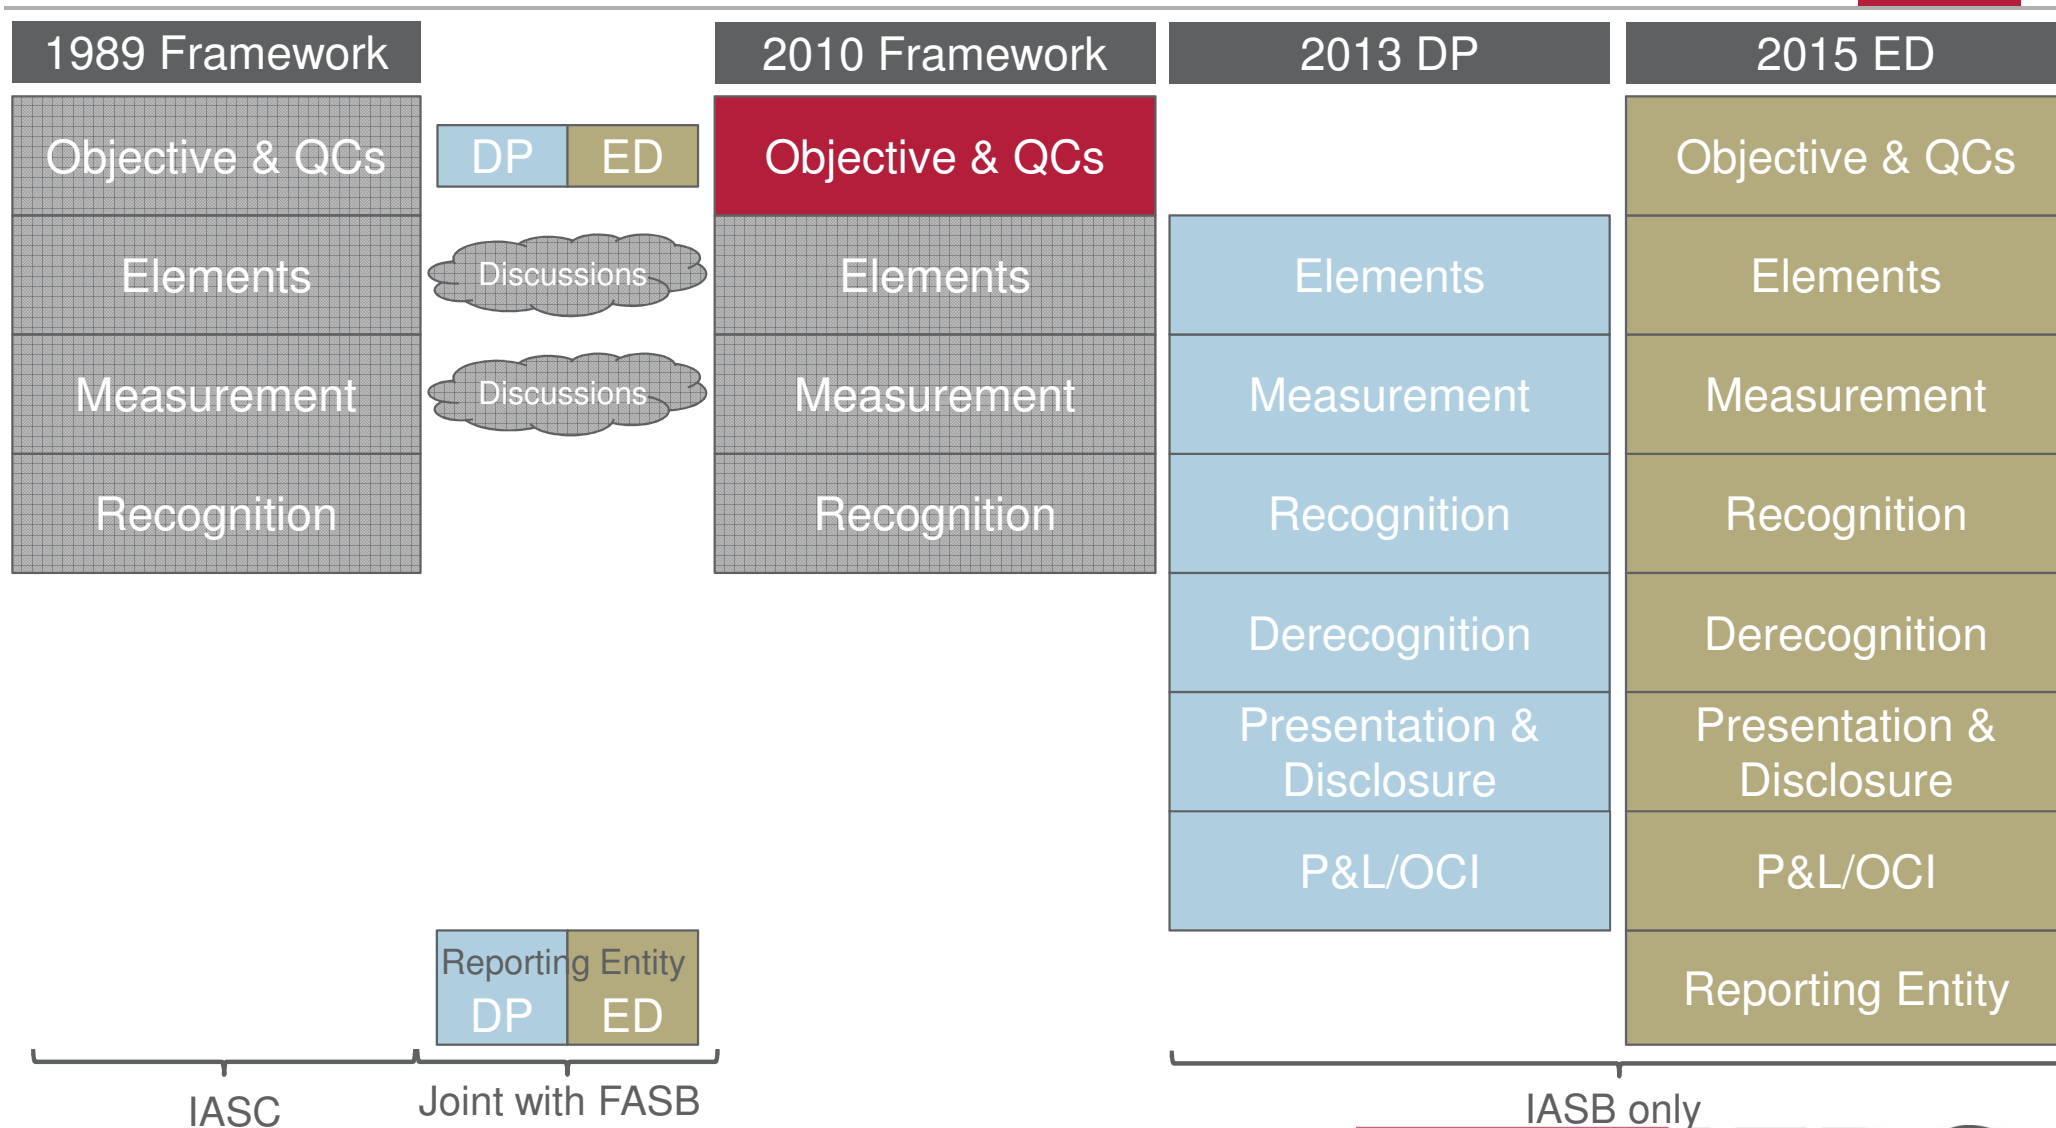 1989 Framework
2010 Framework
2013 DP
2015 ED
Objective & QCs
DP
ED
Objective & QCs
Objective & QCs
Elements
Discussions
Elements
Elements
Elements
Measurement
Discussions
Measurement
Measurement
Measurement
Recognition
Recognition
Recognition
Recognition
Derecognition
Derecognition
Presentation &
Disclosure
Presentation &
Disclosure
P&L/OCI
P&L/OCI
Reporting Entity
DP
ED
Reporting Entity
IASC
Joint with FASB
IASB only